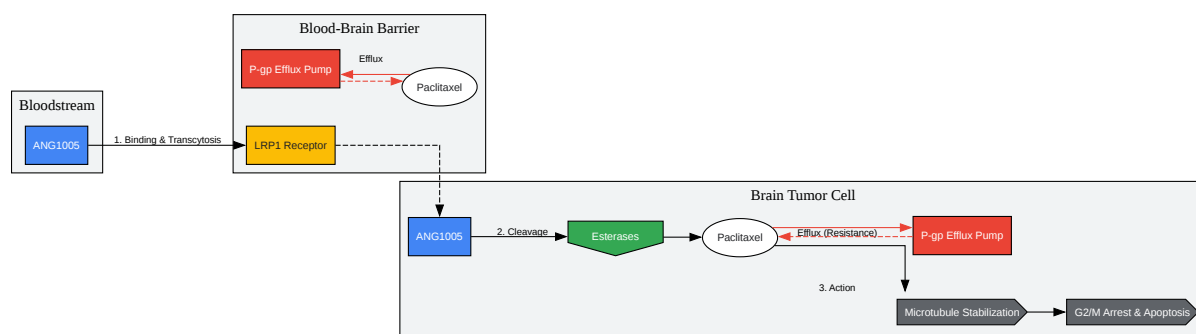 Blood-Brain Barrier
P-gp Efflux Pump
Efflux
Paclitaxel
Bloodstream
ANG1005
1. Binding & Transcytosis
LRP1 Receptor
Brain Tumor Cell
ANG1005
2. Cleavage
Esterases
Paclitaxel
Efflux (Resistance)
P-gp Efflux Pump
3. Action
Microtubule Stabilization
G2/M Arrest & Apoptosis